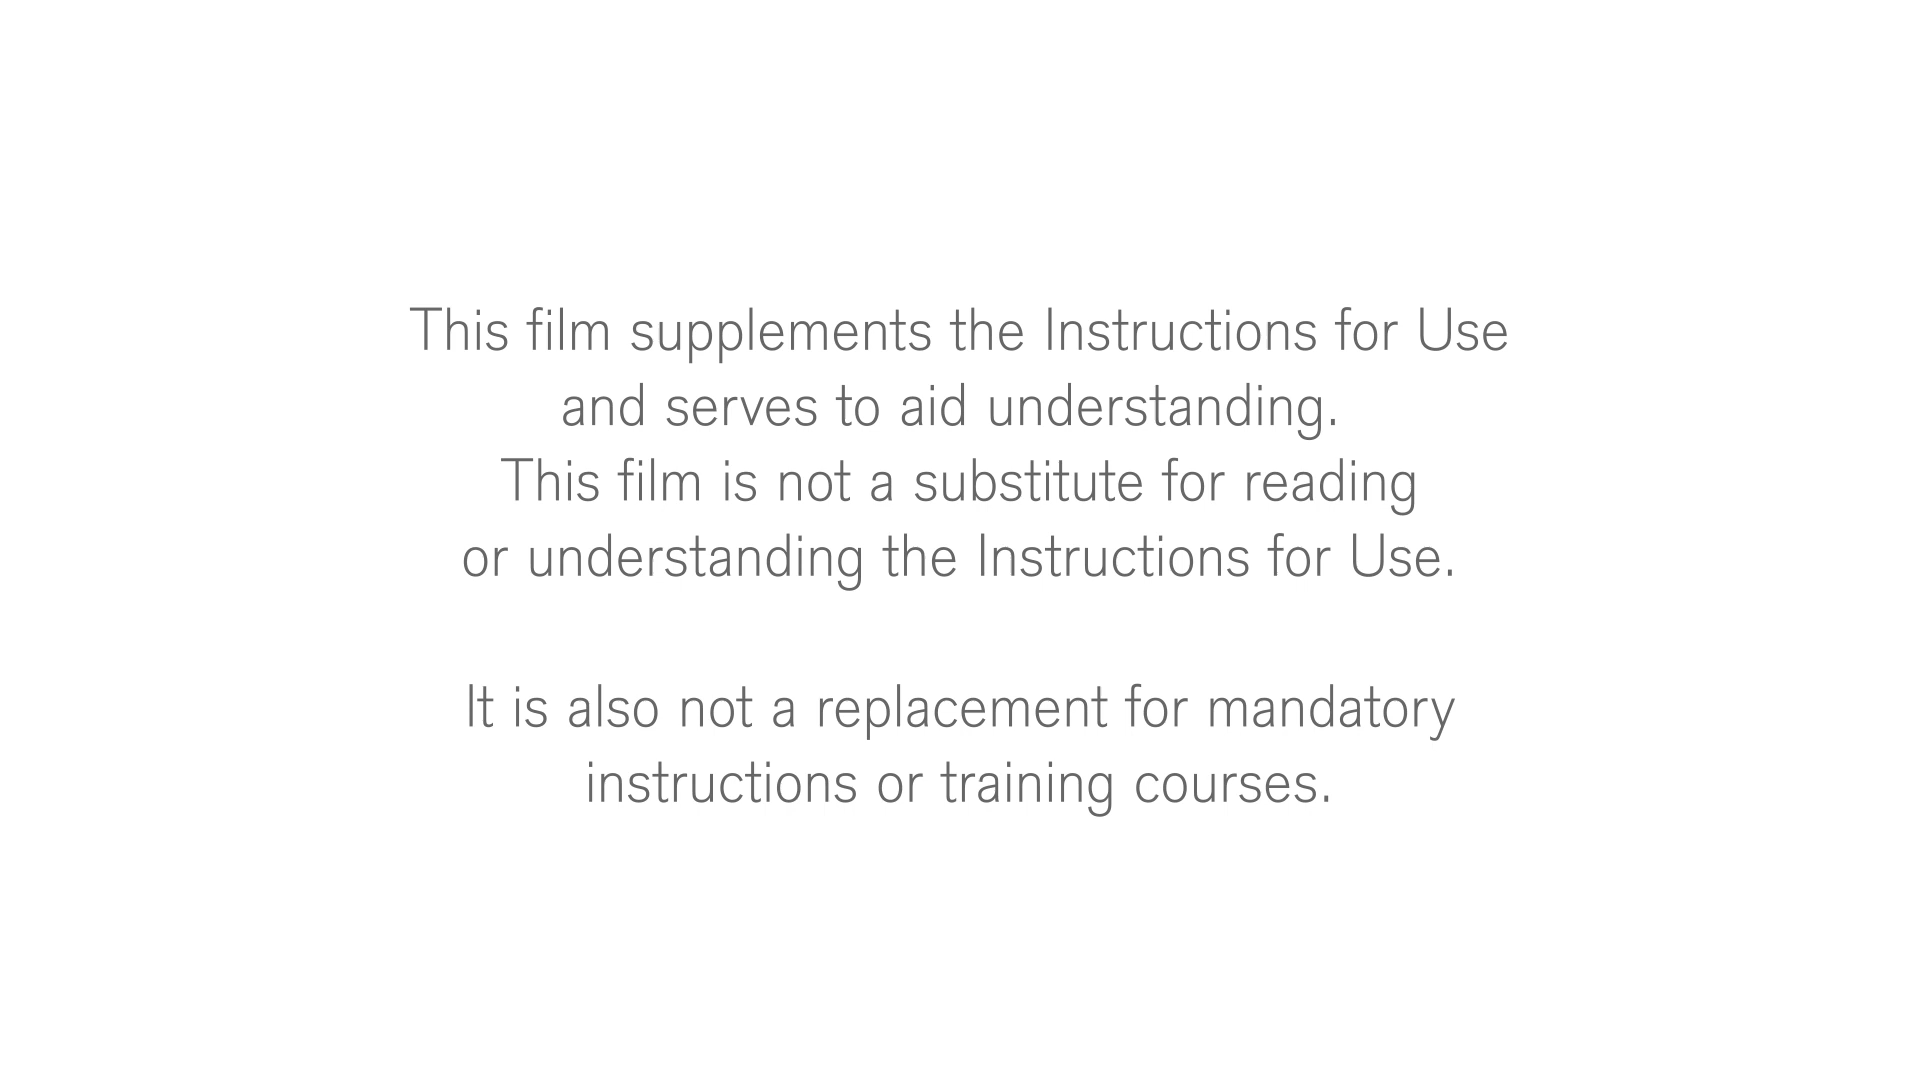 This film supplements the Instructions for Use
and serves to aid understanding.
This film is not a substitute for reading
or understanding the Instructions for Use.
It is also not a replacement for mandatory
instructions or training courses.